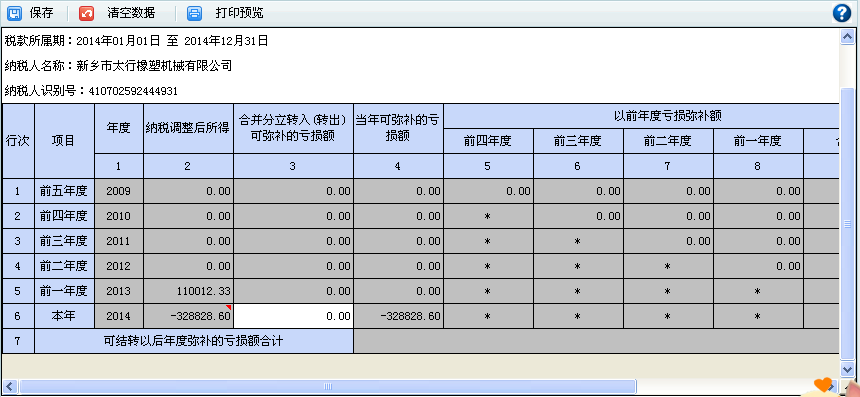 保存 清空数据 打印预览
税款所属期：2014年01月01日 至 2014年12月31日
纳税人名称：新乡市太行橡塑机械有限公司
纳税人识别号：410702592444931
行次 项目 年度 纳税调整后所得 合并分立转入(转出)可弥补的亏损额 当年可弥补的亏损额 以前年度亏损弥补额
前四年度 前三年度 前二年度 前一年度
1 2 3 4 5 6 7 8
1 前五年度 2009 0.00 0.00 0.00 0.00 0.00 0.00 0.00
2 前四年度 2010 0.00 0.00 0.00 * 0.00 0.00 0.00
3 前三年度 2011 0.00 0.00 0.00 * * 0.00 0.00
4 前二年度 2012 0.00 0.00 0.00 * * * 0.00
5 前一年度 2013 110012.33 0.00 0.00 * * * *
6 本年 2014 -328828.60 0.00 -328828.60 * * * *
7 可结转以后年度弥补的亏损额合计